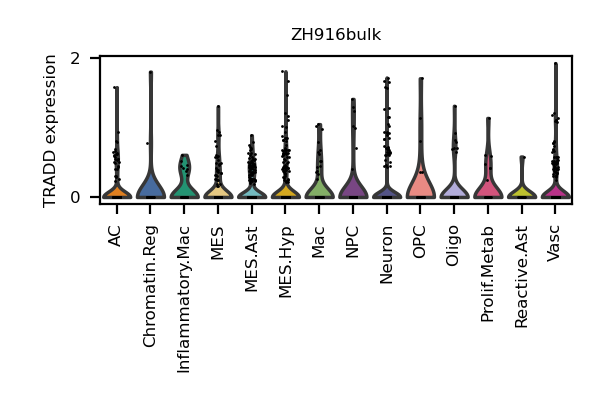 ZH916bulk
TRADD expression
2
0
AC
Chromatin.Reg
Inflammatory.Mac
MES
MES.Ast
MES.Hyp
Mac
NPC
Neuron
OPC
Oligo
Prolif.Metab
Reactive.Ast
Vasc